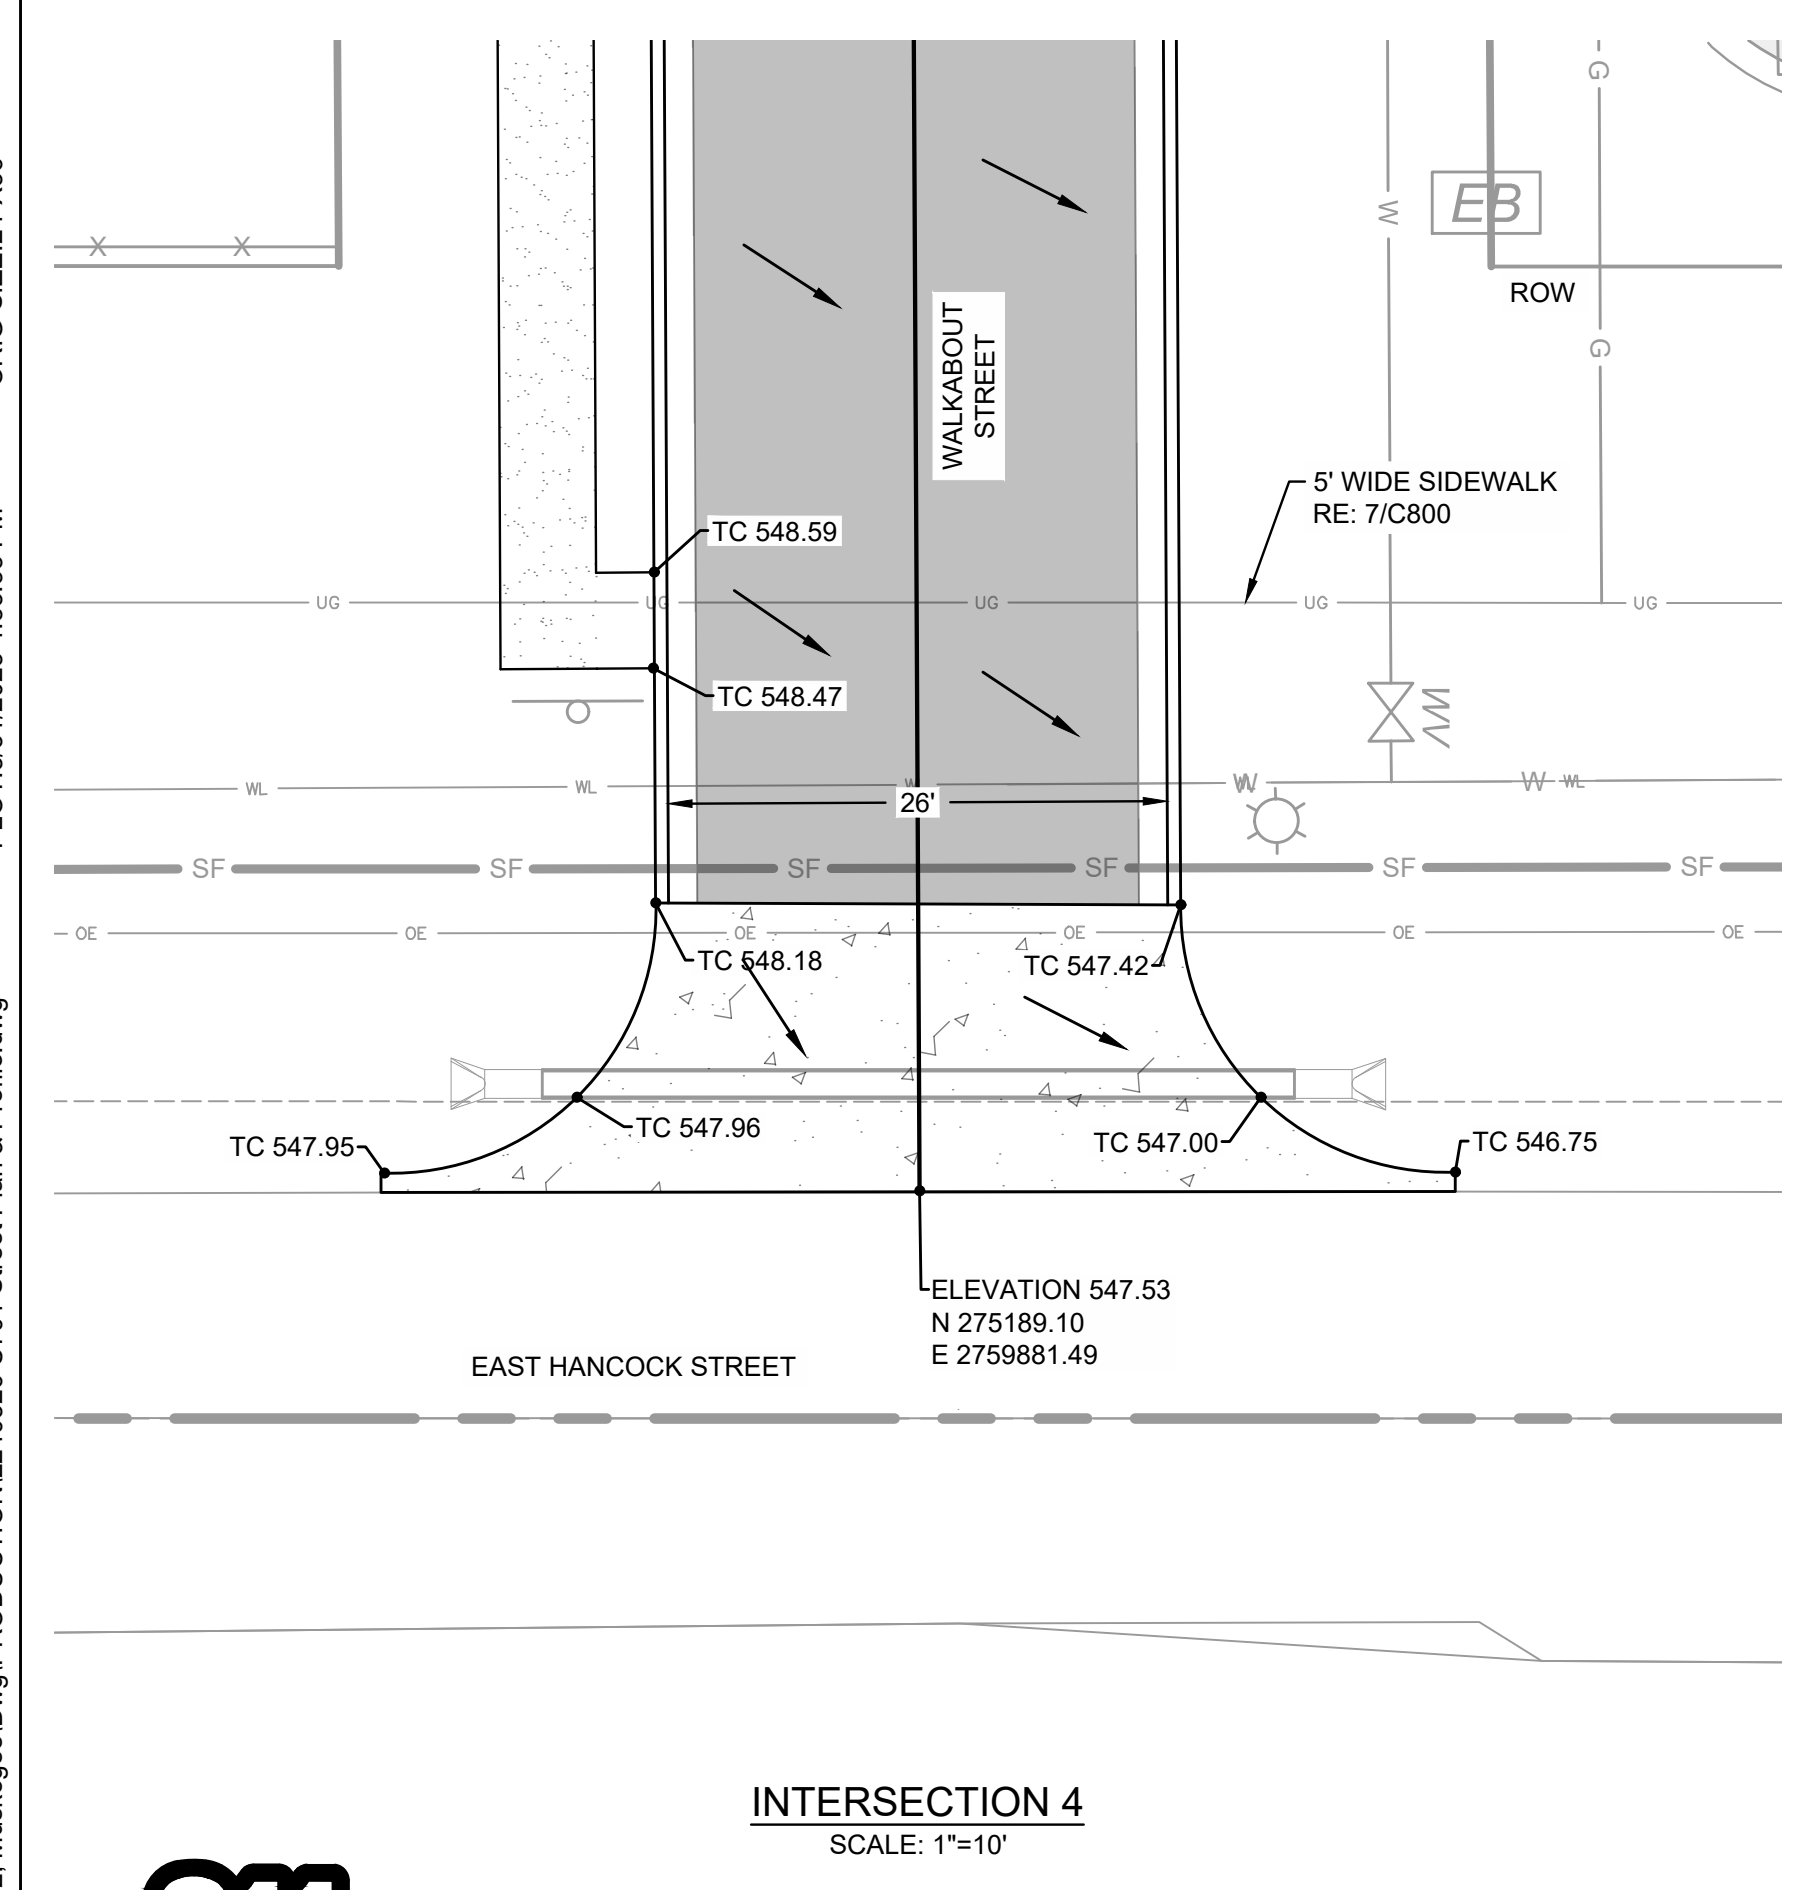 X X
G
W
EB
ROW
WALKABOUT
STREET
G
5' WIDE SIDEWALK
RE: 7/C800
TC 548.59
UG UG UG UG UG
TC 548.47
WV
WL WL WL W WL
26'
SF SF SF SF SF SF
OE OE OE OE OE OE
TC 548.18
TC 547.42
TC 547.96
TC 547.00
TC 547.95
TC 546.75
ELEVATION 547.53
N 275189.10
E 2759881.49
EAST HANCOCK STREET
INTERSECTION 4
SCALE: 1"=10'